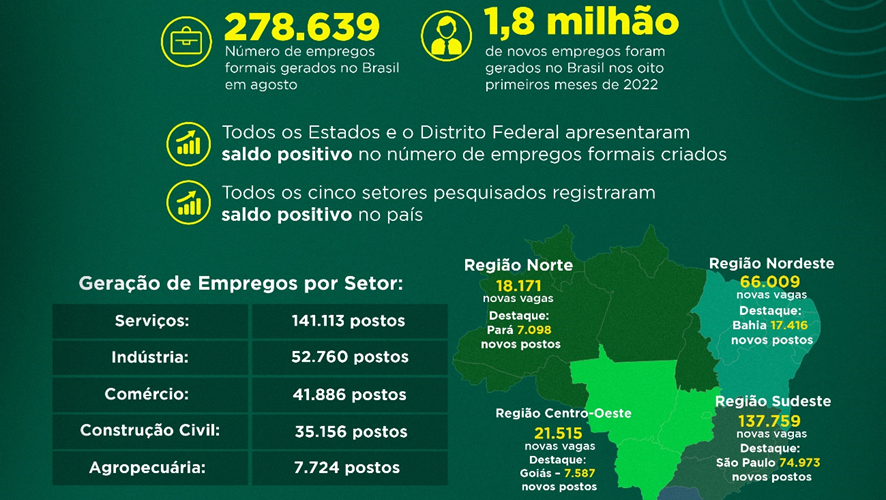 278.639
Número de empregos
formais gerados no Brasil
em agosto
1,8 milhão
de novos empregos foram
gerados no Brasil nos oito
primeiros meses de 2022
Todos os Estados e o Distrito Federal apresentaram
saldo positivo no número de empregos formais criados
Todos os cinco setores pesquisados registraram
saldo positivo no país
Geração de Empregos por Setor:
Serviços: 141.113 postos
Indústria: 52.760 postos
Comércio: 41.886 postos
Construção Civil: 35.156 postos
Agropecuária: 7.724 postos
Região Norte
18.171
novas vagas
Destaque:
Pará 7.098
novos postos
Região Nordeste
66.009
novas vagas
Destaque:
Bahia 17.416
novos postos
Região Centro-Oeste
21.515
novas vagas
Destaque:
Goiás – 7.587
novos postos
Região Sudeste
137.759
novas vagas
Destaque:
São Paulo 74.973
novos postos